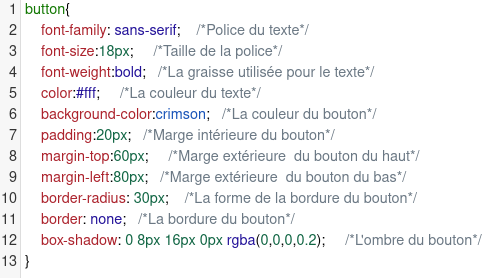 1 button{
2 font-family: sans-serif; /*Police du texte*/
3 font-size:18px; /*Taille de la police*/
4 font-weight:bold; /*La graisse utilisée pour le texte*/
5 color:#fff; /*La couleur du texte*/
6 background-color:crimson; /*La couleur du bouton*/
7 padding:20px; /*Marge intérieure du bouton*/
8 margin-top:60px; /*Marge extérieure du bouton du haut*/
9 margin-left:80px; /*Marge extérieure du bouton du bas*/
10 border-radius: 30px; /*La forme de la bordure du bouton*/
11 border: none; /*La bordure du bouton*/
12 box-shadow: 0 8px 16px 0px rgba(0,0,0,0.2); /*L'ombre du bouton*/
13 }